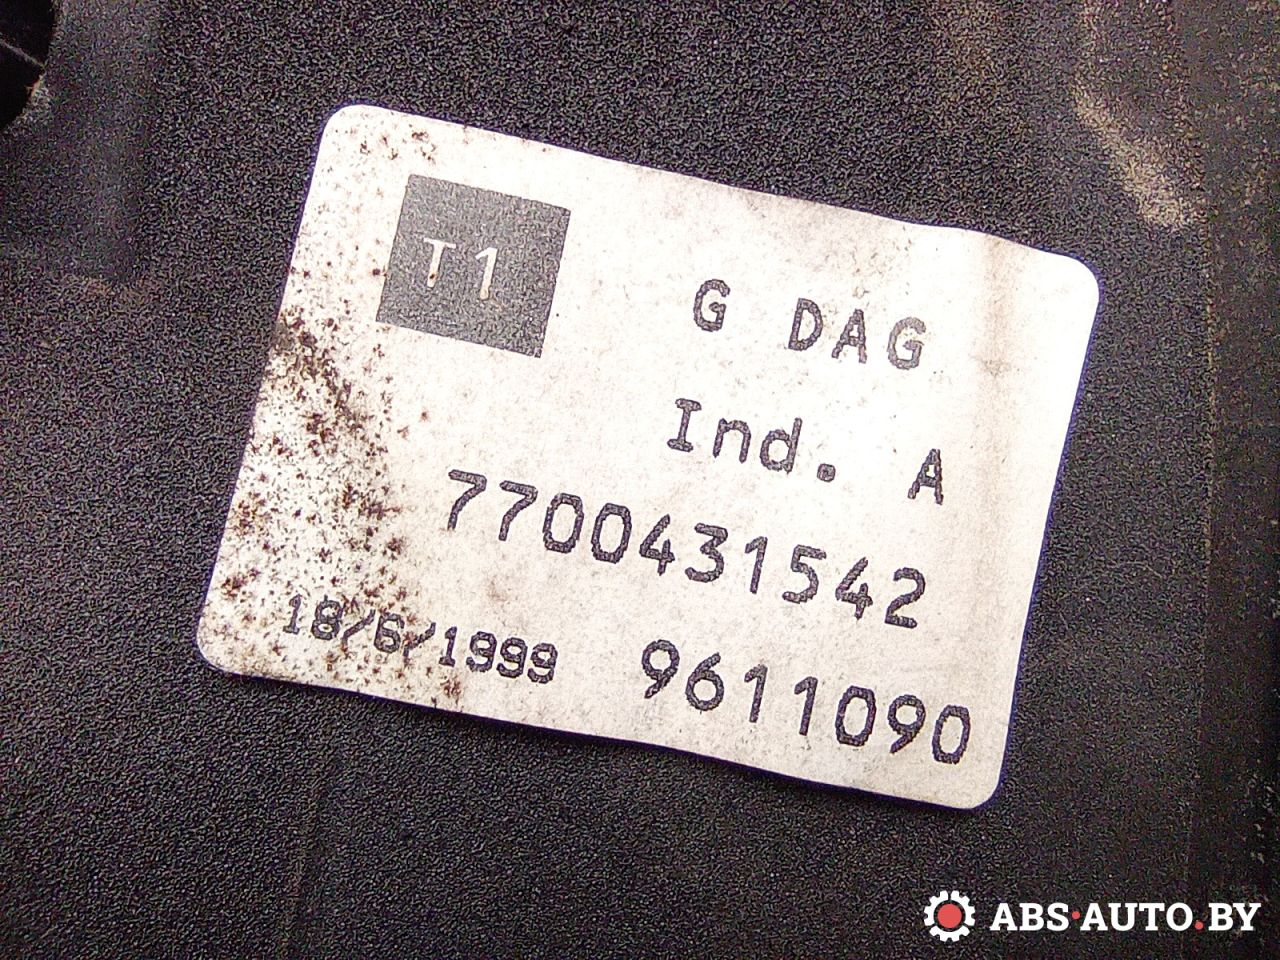 T1
G DAG
Ind. A
7700431542
18/6/1999 9611090
ABS·AUTO.BY